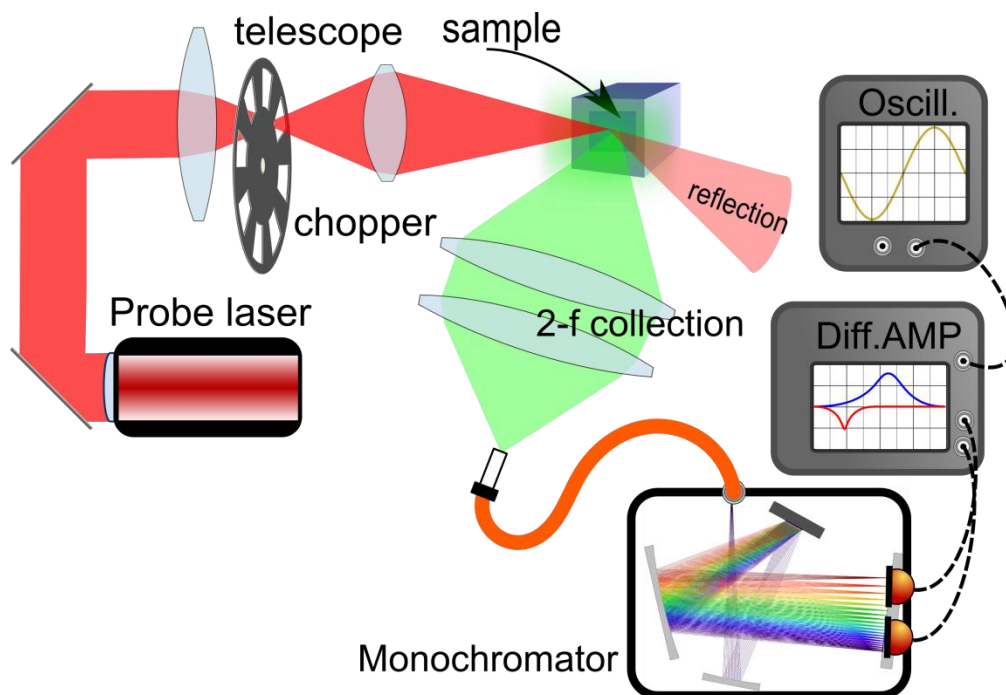 telescope
sample
Oscill.
chopper
reflection
Probe laser
2-f collection
Diff.AMP
Monochromator